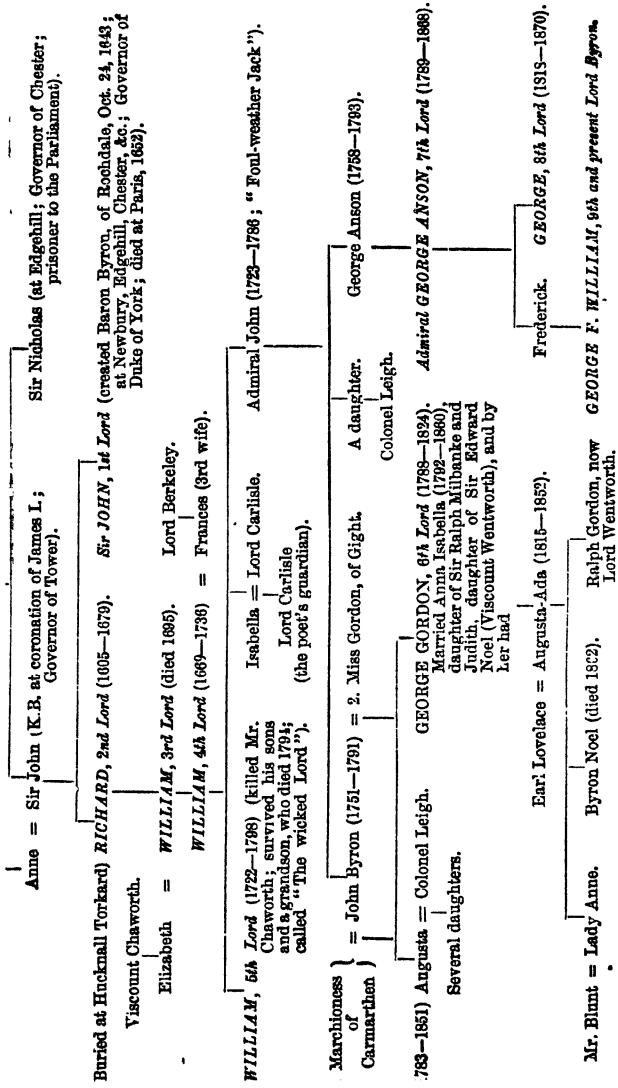 Anne = Sir John (K.B. at coronation of James I.;
Governor of Tower).
Sir Nicholas (at Edgehill; Governor of Chester;
prisoner to the Parliament).
Buried at Hucknall Torkard) RICHARD, 2nd Lord (1605—1679).
Sir JOHN, 1st Lord (created Baron Byron, of Rochdale, Oct. 24, 1643;
at Newbury, Edgehill, Chester, &c.; Governor of
Duke of York; died at Paris, 1652).
Viscount Chaworth.
Elizabeth = WILLIAM, 3rd Lord (died 1695).
Lord Berkeley.
WILLIAM, 4th Lord (1669—1736) = Frances (3rd wife).
WILLIAM, 5th Lord (1722—1798) (killed Mr.
Chaworth; survived his sons
and a grandson, who died 1794;
called "The wicked Lord").
Isabella = Lord Carlisle.
Lord Carlisle
(the poet's guardian).
Admiral John (1723—1786; "Foul-weather Jack").
Marchioness
of
Carmarthen } = John Byron (1751—1791) = 2. Miss Gordon, of Gight.
A daughter.
Colonel Leigh.
George Anson (1758—1793).
1783—1851) Augusta = Colonel Leigh.
Several daughters.
GEORGE GORDON, 6th Lord (1788—1824).
Married Anna Isabella (1792—1860),
daughter of Sir Ralph Milbanke and
Judith, daughter of Sir Edward
Noel (Viscount Wentworth), and by
her had
Admiral GEORGE ANSON, 7th Lord (1789—1868).
Earl Lovelace = Augusta-Ada (1815—1852).
Frederick.
GEORGE, 8th Lord (1818—1870).
Mr. Blunt = Lady Anne.
Byron Noel (died 1862).
Ralph Gordon, now
Lord Wentworth.
GEORGE F. WILLIAM, 9th and present Lord Byron.